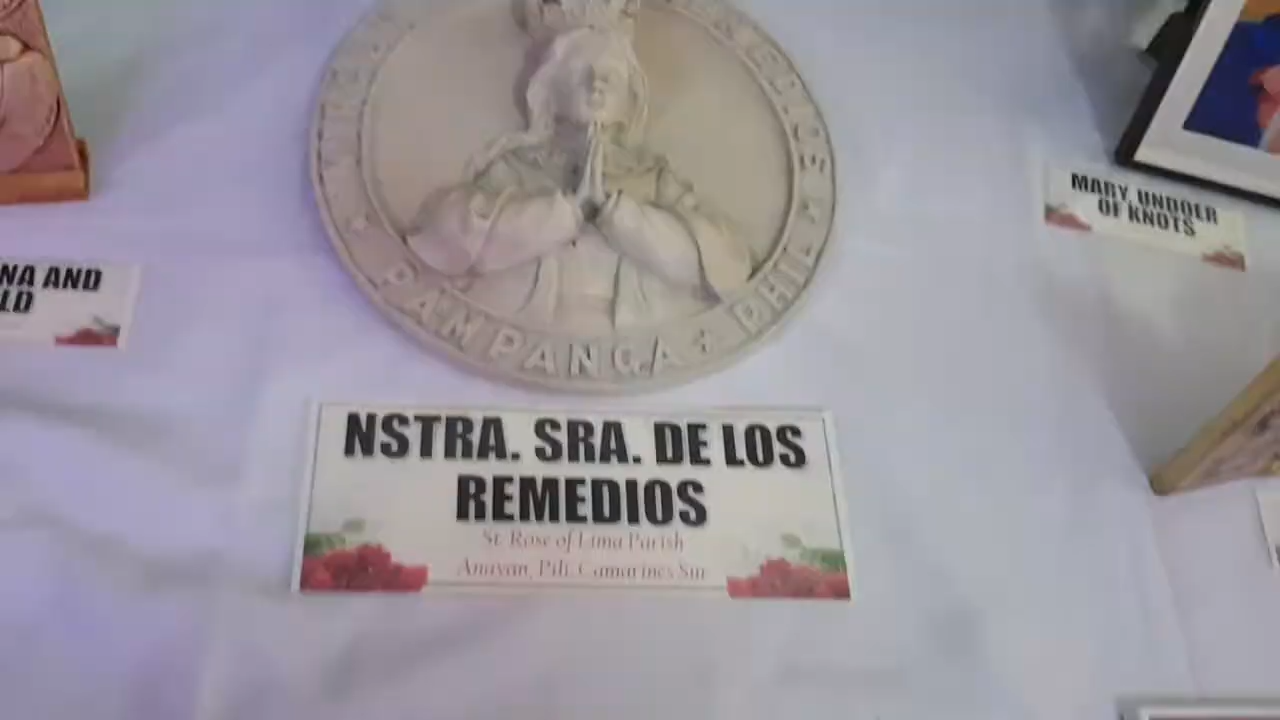 PAMPANGA + PHIL
NA AND
LD
MARY, UNDOER
OF KNOTS
NSTRA. SRA. DE LOS
REMEDIOS
St. Rose of Lima Parish
Anayan, Pili, Camarines Sur